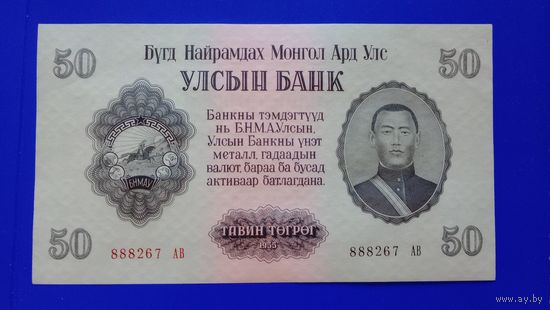 50
Бүгд Найрамдах Монгол Ард Улс
50
УЛСЫН БАНК
Банкны тэмдэгтүүд
нь Б.Н.М.А.Улсын,
Улсын Банкны үнэт
металл, гадаадын
валют, бараа ба бусад
активаар батлагдана.
БНМАУ
ТАВИН ТӨГРӨГ
1955
50
888267 АВ
888267 АВ
50
www.ay.by